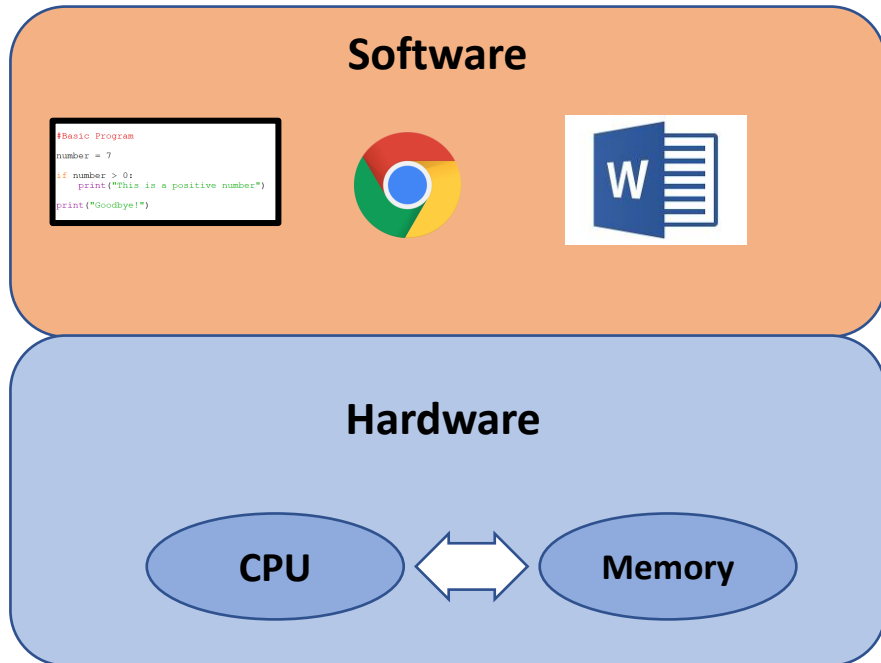 Software
#Basic Program
number = 7
if number > 0:
    print("This is a positive number")
print("Goodbye!")
W
Hardware
CPU
Memory